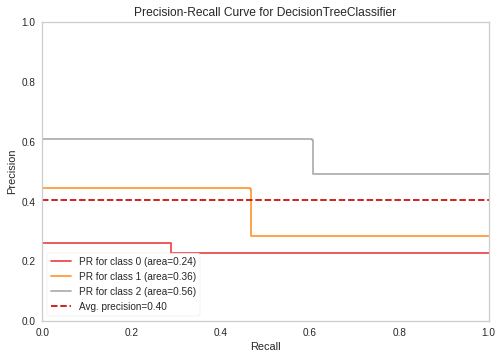 Precision-Recall Curve for DecisionTreeClassifier
1.0
0.8
0.6
0.4
0.2
0.0
Precision
PR for class 0 (area=0.24)
PR for class 1 (area=0.36)
PR for class 2 (area=0.56)
Avg. precision=0.40
0.0 0.2 0.4 0.6 0.8 1.0
Recall